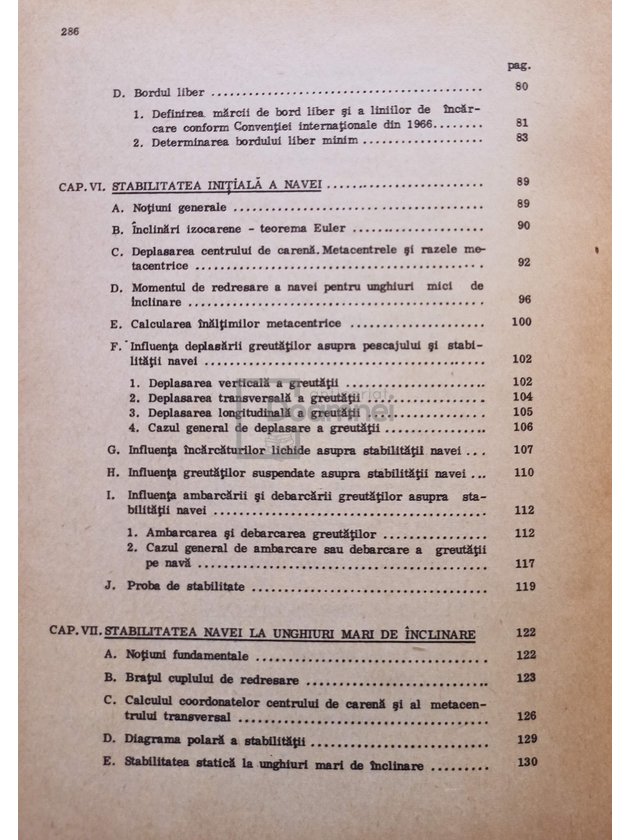 286
pag.
D. Bordul liber ........................................ 80
1. Definirea mărcii de bord liber și a liniilor de încăr-
care conform Convenției internaționale din 1966........ 81
2. Determinarea bordului liber minim .................. 83
CAP. VI. STABILITATEA INIȚIALĂ A NAVEI ....................... 89
A. Noțiuni generale ..................................... 89
B. Înclinări izocarene - teorema Euler .................... 90
C. Deplasarea centrului de carenă. Metacentrele și razele me-
tacentrice ........................................... 92
D. Momentul de redresare a navei pentru unghiuri mici de
înclinare ............................................ 96
E. Calcularea înălțimilor metacentrice .................... 100
F. Influența deplasării greutăților asupra pescajului și stabi-
lității navei .......................................... 102
1. Deplasarea verticală a greutății ..................... 102
2. Deplasarea transversală a greutății .................. 104
3. Deplasarea longitudinală a greutății .................. 105
4. Cazul general de deplasare a greutății ............... 106
G. Influența încărcăturilor lichide asupra stabilității navei ... 107
H. Influența greutăților suspendate asupra stabilității navei ... 110
I. Influența ambarcării și debarcării greutăților asupra sta-
bilității navei ........................................ 112
1. Ambarcarea și debarcarea greutăților ................ 112
2. Cazul general de ambarcare sau debarcare a greutății
pe navă ........................................... 117
J. Proba de stabilitate ................................... 119
CAP. VII. STABILITATEA NAVEI LA UNGHIURI MARI DE ÎNCLINARE 122
A. Noțiuni fundamentale .................................. 122
B. Brațul cuplului de redresare ........................... 123
C. Calculul coordonatelor centrului de carenă și al metacen-
trului transversal ..................................... 126
D. Diagrama polară a stabilității .......................... 129
E. Stabilitatea statică la unghiuri mari de înclinare ......... 130